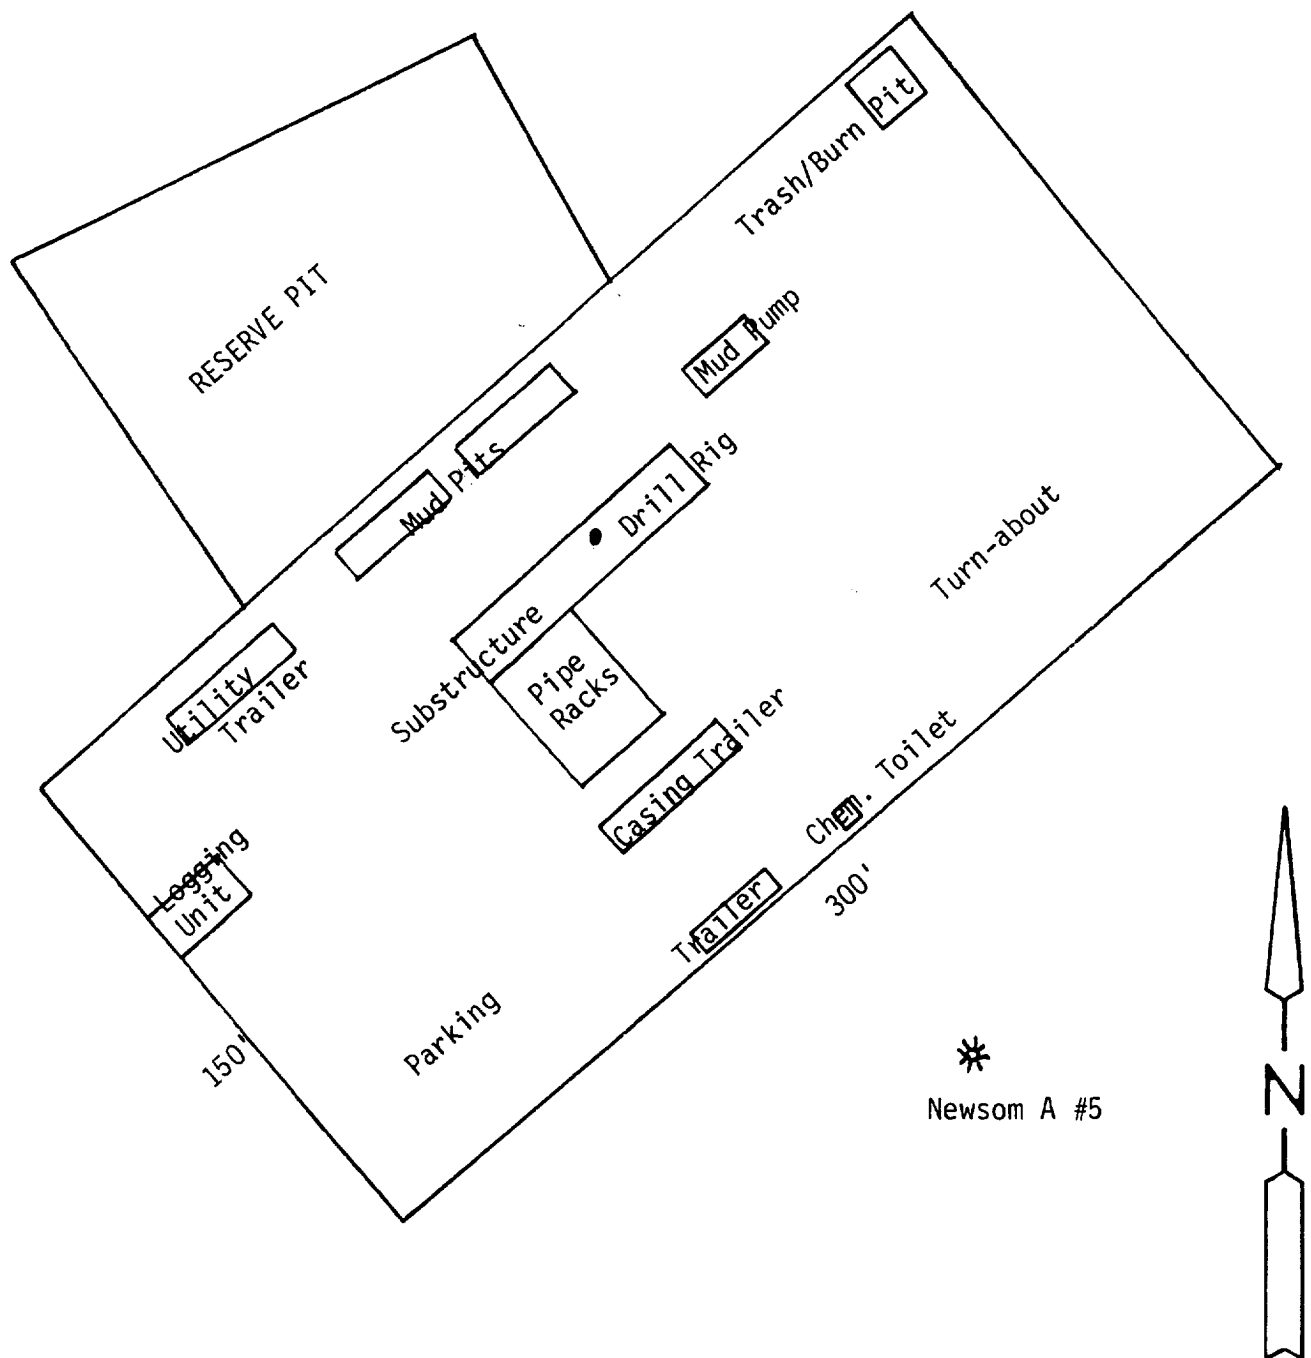 Trash/Burn Pit
RESERVE PIT
Mud Pump
Mud Pits
Drill Rig
Turn-about
Substructure
Pipe
Racks
Utility
Trailer
Casing Trailer
Chem. Toilet
Logging
Unit
Trailer
300'
Parking
150'
Newsom A #5
N